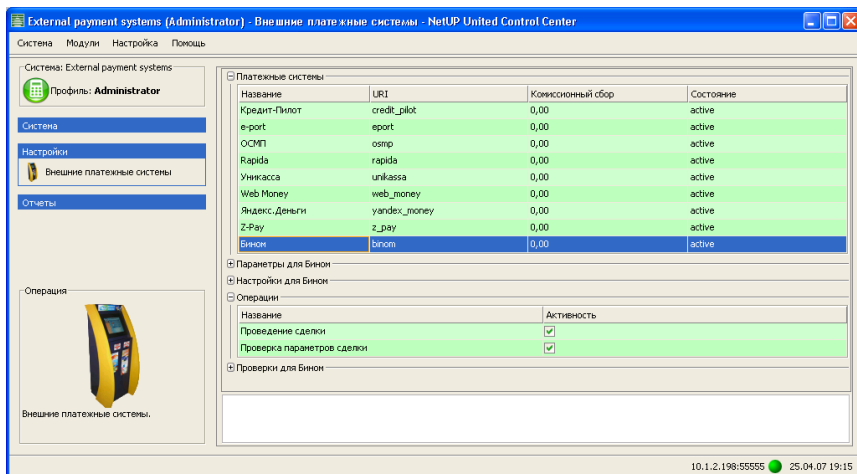 External payment systems (Administrator) - Внешние платежные системы - NetUP United Control Center
Система Модули Настройка Помощь
Система: External payment systems
Профиль: Administrator
Система
Настройки
Внешние платежные системы
Отчеты
Операция
Внешние платежные системы.
Платежные системы
Название URI Комиссионный сбор Состояние
Кредит-Пилот credit_pilot 0,00 active
e-port eport 0,00 active
ОСМП osmp 0,00 active
Rapida rapida 0,00 active
Уникасса unikassa 0,00 active
Web Money web_money 0,00 active
Яндекс.Деньги yandex_money 0,00 active
Z-Pay z_pay 0,00 active
Бином binom 0,00 active
Параметры для Бином
Настройки для Бином
Операции
Название Активность
Проведение сделки
Проверка параметров сделки
Проверки для Бином
10.1.2.198:55555 25.04.07 19:15